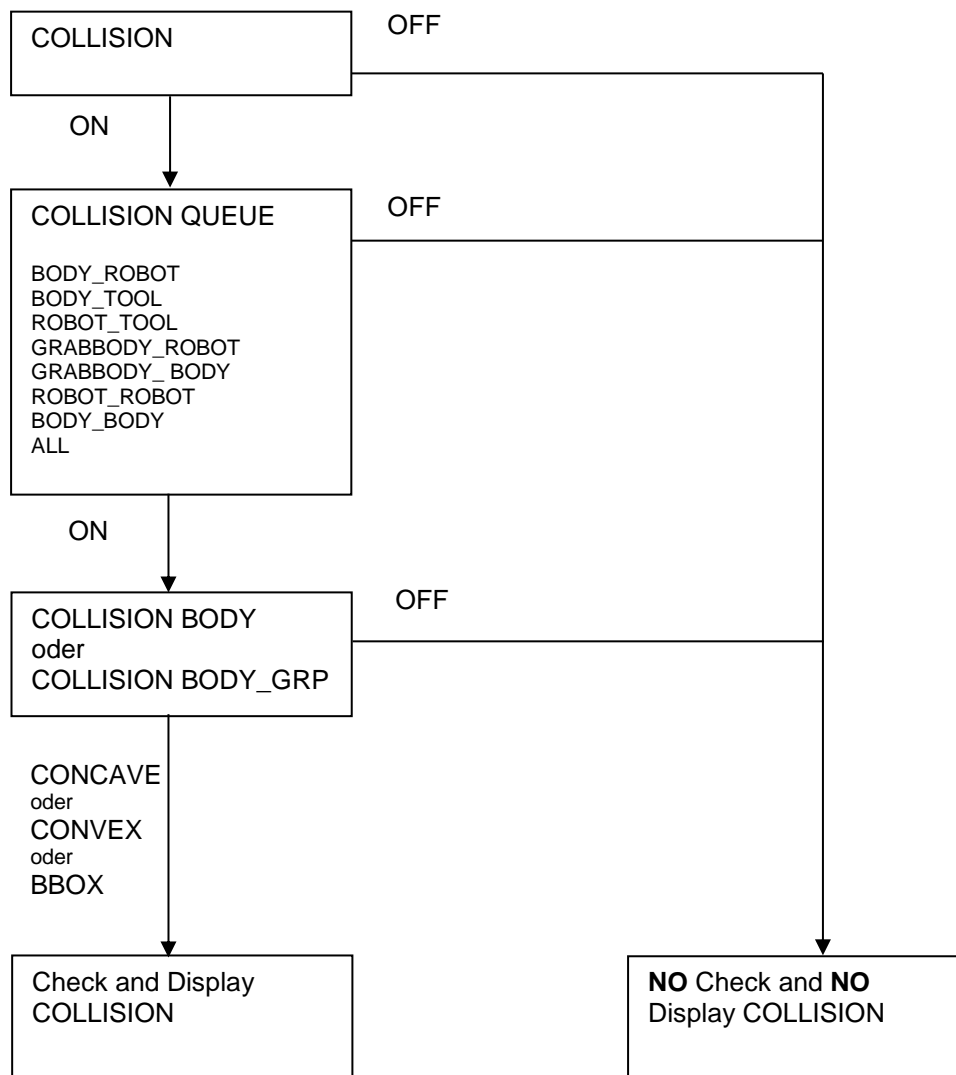 COLLISION
OFF
ON
COLLISION QUEUE
OFF
BODY_ROBOT
BODY_TOOL
ROBOT_TOOL
GRABBODY_ROBOT
GRABBODY_ BODY
ROBOT_ROBOT
BODY_BODY
ALL
ON
COLLISION BODY
OFF
oder
COLLISION BODY_GRP
CONCAVE
oder
CONVEX
oder
BBOX
Check and Display
COLLISION
NO Check and NO
Display COLLISION